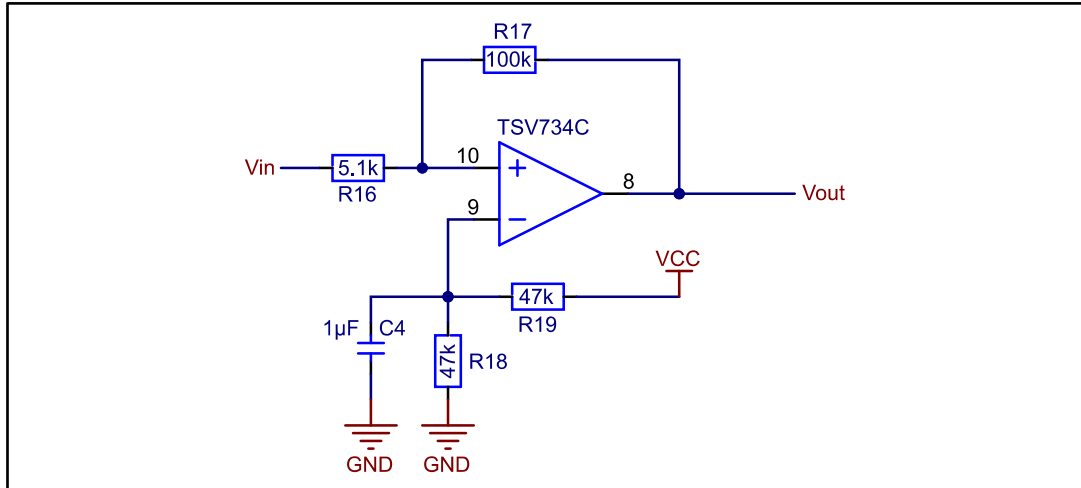 R17
100k
TSV734C
Vin
5.1k
R16
10
+
9
−
8
Vout
VCC
47k
R19
1µF
C4
47k
R18
GND
GND